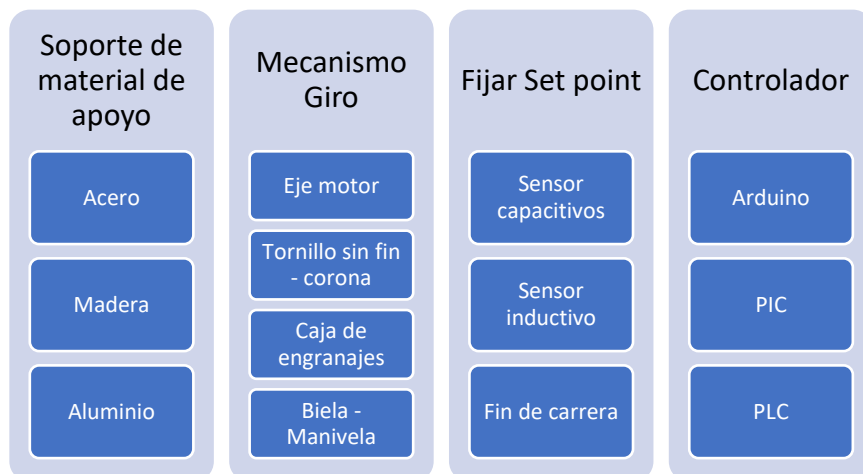 Soporte de
material de
apoyo
Acero
Madera
Aluminio
Mecanismo
Giro
Eje motor
Tornillo sin fin
- corona
Caja de
engranajes
Biela -
Manivela
Fijar Set point
Sensor
capacitivos
Sensor
inductivo
Fin de carrera
Controlador
Arduino
PIC
PLC